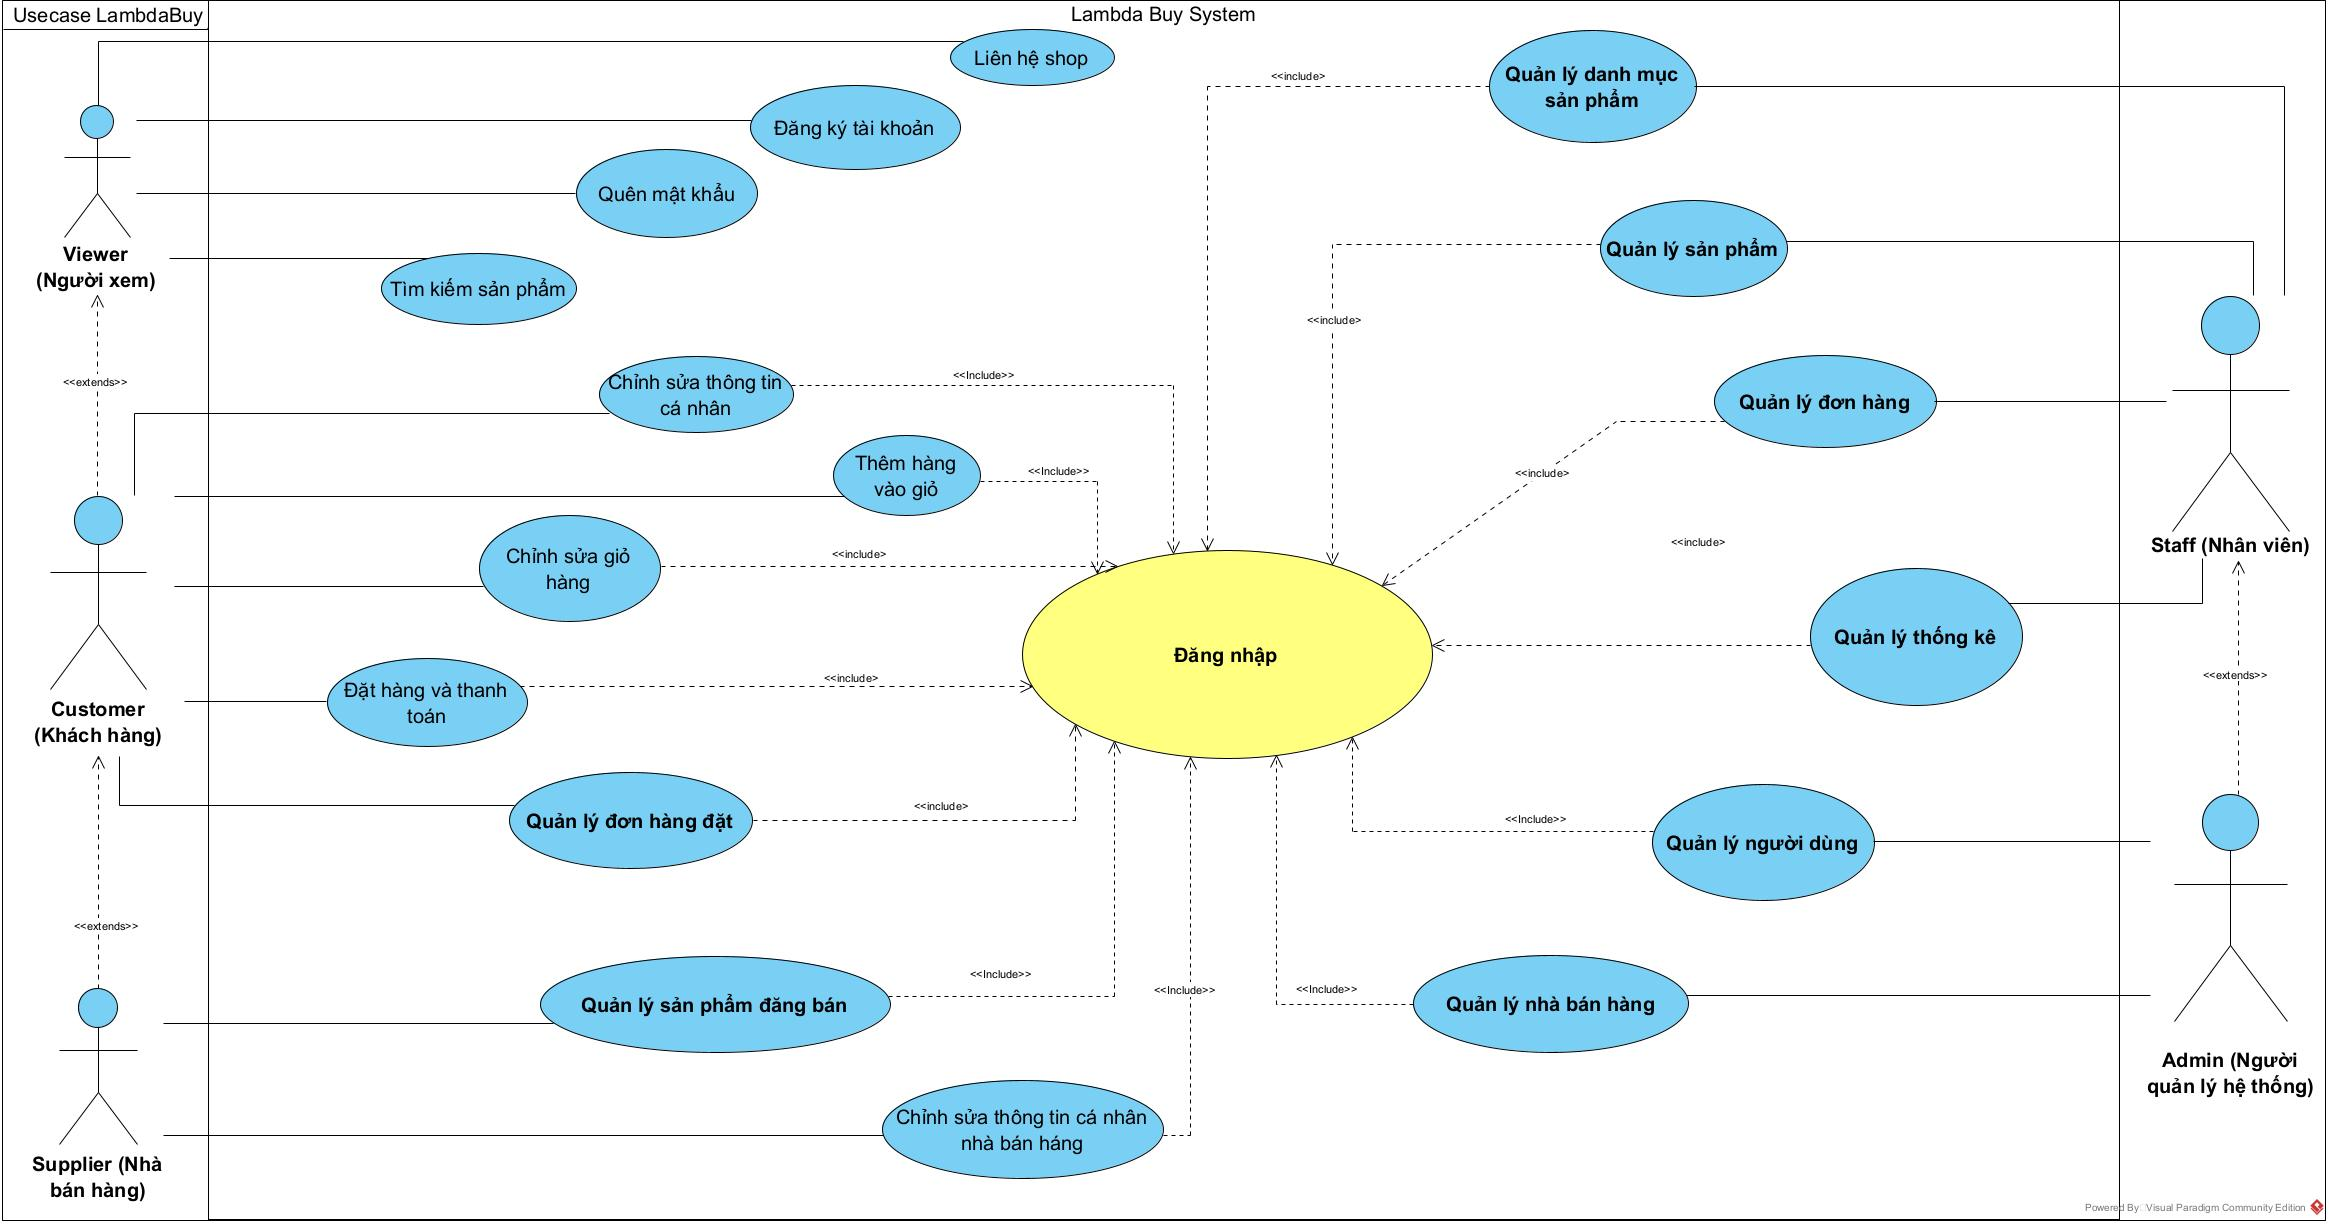 Usecase LambdaBuy
Lambda Buy System
Liên hệ shop
Đăng ký tài khoản
Quên mật khẩu
Tìm kiếm sản phẩm
Viewer
(Người xem)
<<extends>>
Chỉnh sửa thông tin
cá nhân
<<Include>>
Thêm hàng
vào giỏ
<<Include>>
Chỉnh sửa giỏ
hàng
<<include>
Đặt hàng và thanh
toán
<<include>
Customer
(Khách hàng)
Quản lý đơn hàng đặt
<<include>
<<extends>>
Quản lý sản phẩm đăng bán
<<Include>>
<<Include>>
Chỉnh sửa thông tin cá nhân
nhà bán háng
Supplier (Nhà
bán hàng)
Đăng nhập
<<include>
Quản lý danh mục
sản phẩm
Quản lý sản phẩm
<<include>
Quản lý đơn hàng
<<include>
<<include>
Staff (Nhân viên)
Quản lý thống kê
<<extends>>
<<Include>>
Quản lý người dùng
<<Include>>
Quản lý nhà bán hàng
Admin (Người
quản lý hệ thống)
Powered By Visual Paradigm Community Edition